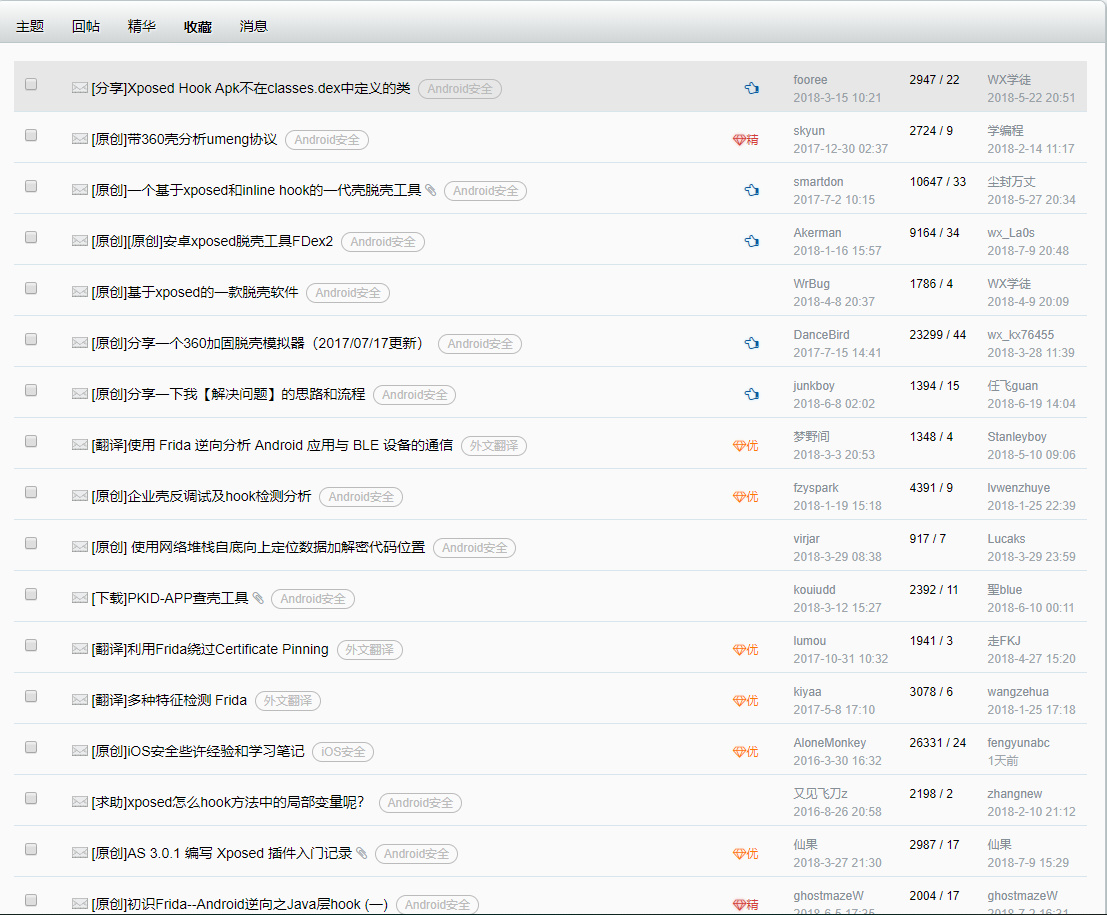 主题 回帖 精华 收藏 消息
[分享]Xposed Hook Apk不在classes.dex中定义的类 Android安全 fooree 2947 / 22 WX学徒
2018-3-15 10:21 2018-5-22 20:51
[原创]带360壳分析umeng协议 Android安全 精 skyun 2724 / 9 学编程
2017-12-30 02:37 2018-2-14 11:17
[原创]一个基于xposed和inline hook的一代壳脱壳工具 Android安全 smartdon 10647 / 33 尘封万丈
2017-7-2 10:15 2018-5-27 20:34
[原创][原创]安卓xposed脱壳工具FDex2 Android安全 Akerman 9164 / 34 wx_La0s
2018-1-16 15:57 2018-7-9 20:48
[原创]基于xposed的一款脱壳软件 Android安全 WrBug 1786 / 4 WX学徒
2018-4-8 20:37 2018-4-9 20:09
[原创]分享一个360加固脱壳模拟器（2017/07/17更新） Android安全 DanceBird 23299 / 44 wx_kx76455
2017-7-15 14:41 2018-3-28 11:39
[原创]分享一下我【解决问题】的思路和流程 Android安全 junkboy 1394 / 15 任飞guan
2018-6-8 02:02 2018-6-19 14:04
[翻译]使用 Frida 逆向分析 Android 应用与 BLE 设备的通信 外文翻译 优 梦野间 1348 / 4 Stanleyboy
2018-3-3 20:53 2018-5-10 09:06
[原创]企业壳反调试及hook检测分析 Android安全 优 fzyspark 4391 / 9 lvwenzhuye
2018-1-19 15:18 2018-1-25 22:39
[原创] 使用网络堆栈自底向上定位数据加解密代码位置 Android安全 virjar 917 / 7 Lucaks
2018-3-29 08:38 2018-3-29 23:59
[下载]PKID-APP查壳工具 Android安全 kouiudd 2392 / 11 聖blue
2018-3-12 15:27 2018-6-10 00:11
[翻译]利用Frida绕过Certificate Pinning 外文翻译 优 lumou 1941 / 3 走FKJ
2017-10-31 10:32 2018-4-27 15:20
[翻译]多种特征检测 Frida 外文翻译 优 kiyaa 3078 / 6 wangzehua
2017-5-8 17:10 2018-1-25 17:18
[原创]iOS安全些许经验和学习笔记 iOS安全 优 AloneMonkey 26331 / 24 fengyunabc
2016-3-30 16:32 1天前
[求助]xposed怎么hook方法中的局部变量呢？ Android安全 又见飞刀z 2198 / 2 zhangnew
2016-8-26 20:58 2018-2-10 21:12
[原创]AS 3.0.1 编写 Xposed 插件入门记录 Android安全 优 仙果 2987 / 17 仙果
2018-3-27 21:30 2018-7-9 15:29
[原创]初识Frida--Android逆向之Java层hook (一) Android安全 精 ghostmazeW 2004 / 17 ghostmazeW